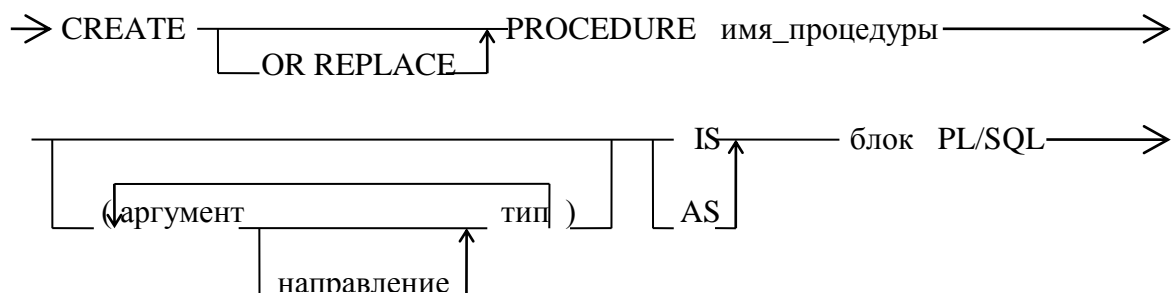 CREATE PROCEDURE имя_процедуры
OR REPLACE
IS блок PL/SQL
(аргумент тип )
AS
направление